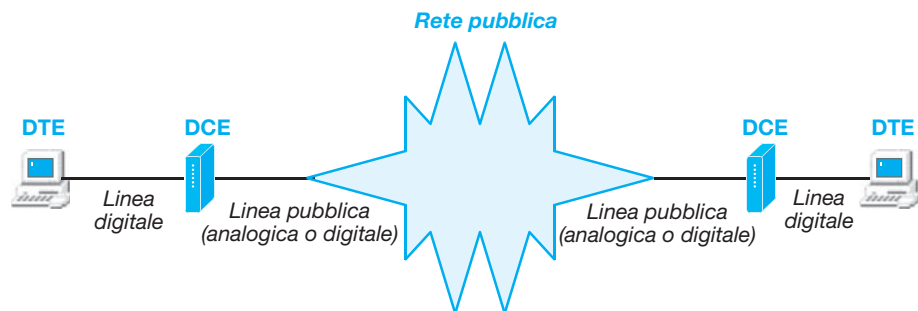 Rete pubblica
DTE
DCE
DCE
DTE
Linea
digitale
Linea pubblica
(analogica o digitale)
Linea pubblica
(analogica o digitale)
Linea
digitale